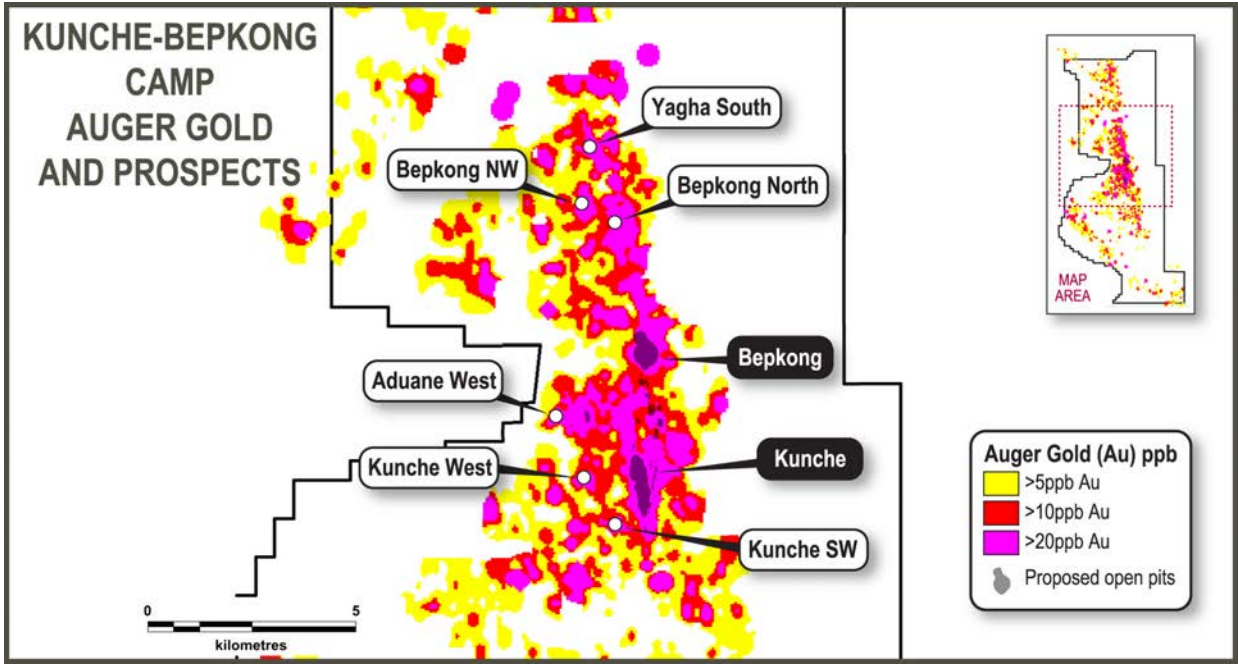 KUNCHE-BEPKONG
CAMP
AUGER GOLD
AND PROSPECTS
Yagha South
Bepkong NW
Bepkong North
MAP
AREA
Bepkong
Aduane West
Kunche West
Kunche
Kunche SW
Auger Gold (Au) ppb
>5ppb Au
>10ppb Au
>20ppb Au
Proposed open pits
0 5
kilometres